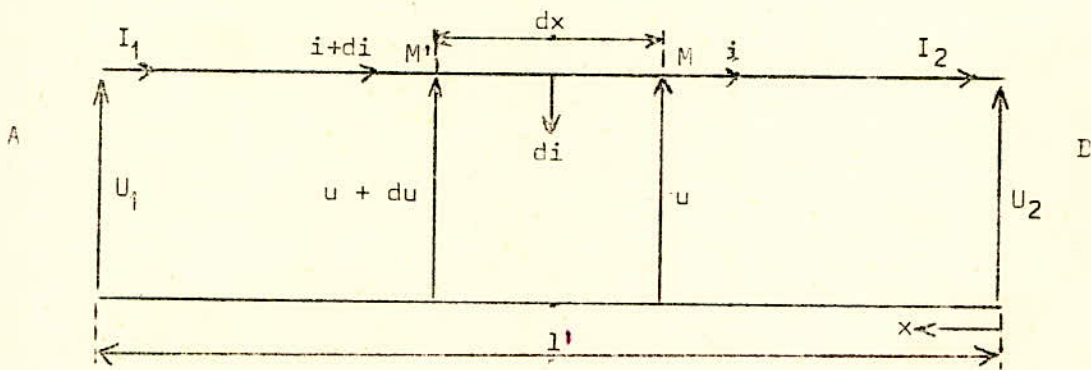 dx
I1 i+di M' M i I2
A di D
U1 u + du u U2
x
l'